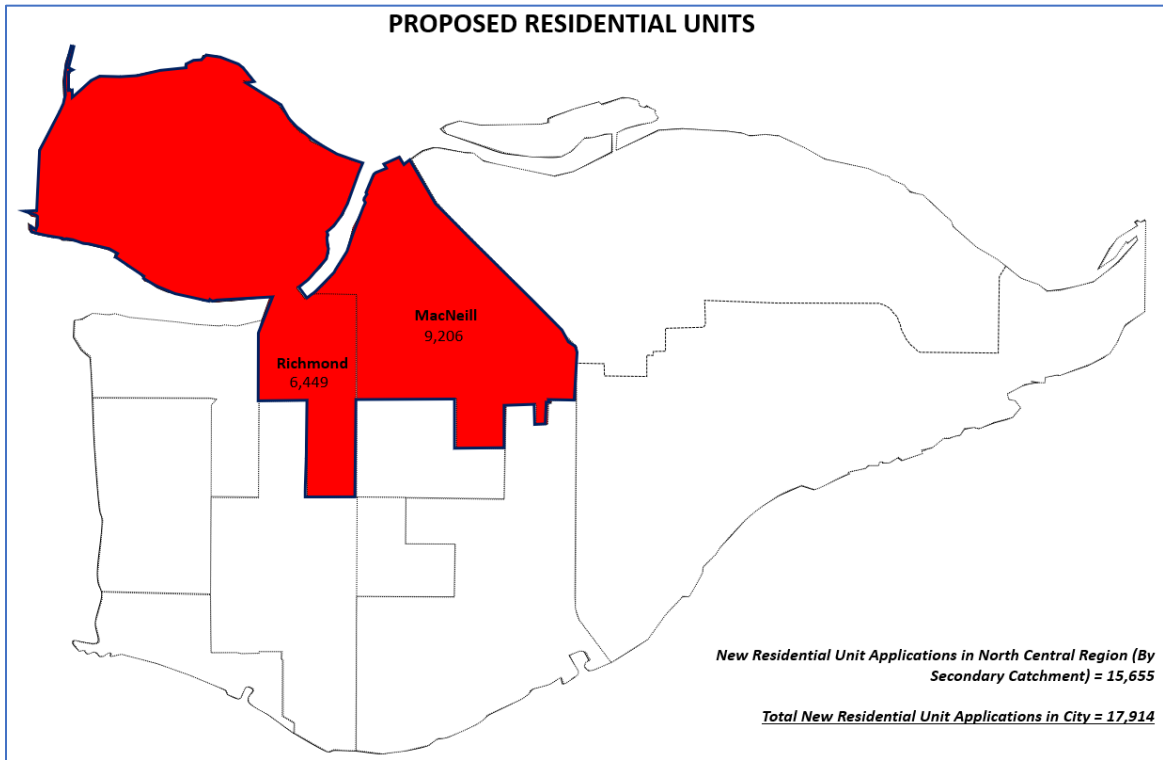 PROPOSED RESIDENTIAL UNITS
MacNeill
9,206
Richmond
6,449
New Residential Unit Applications in North Central Region (By
Secondary Catchment) = 15,655
Total New Residential Unit Applications in City = 17,914